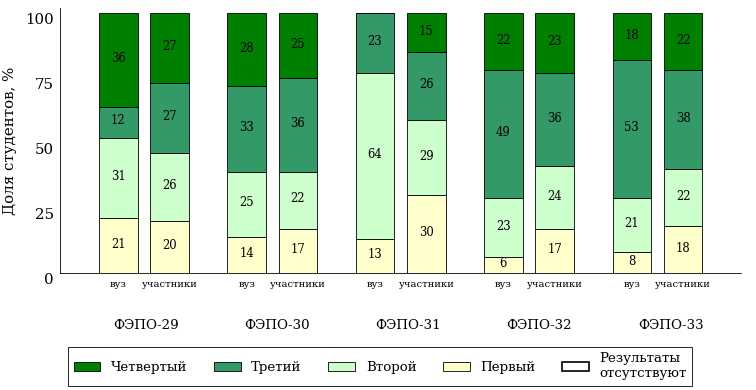 Доля студентов, %
100
75
50
25
0
36 27 28 25 23 15 22 23 18 22
12 27 33 36 64 26 49 36 53 38
31 26 25 22 13 29 23 24 21 22
21 20 14 17 30 6 17 8 18
вуз участники вуз участники вуз участники вуз участники вуз участники
ФЭПО-29 ФЭПО-30 ФЭПО-31 ФЭПО-32 ФЭПО-33
Четвертый Третий Второй Первый Результаты
отсутствуют